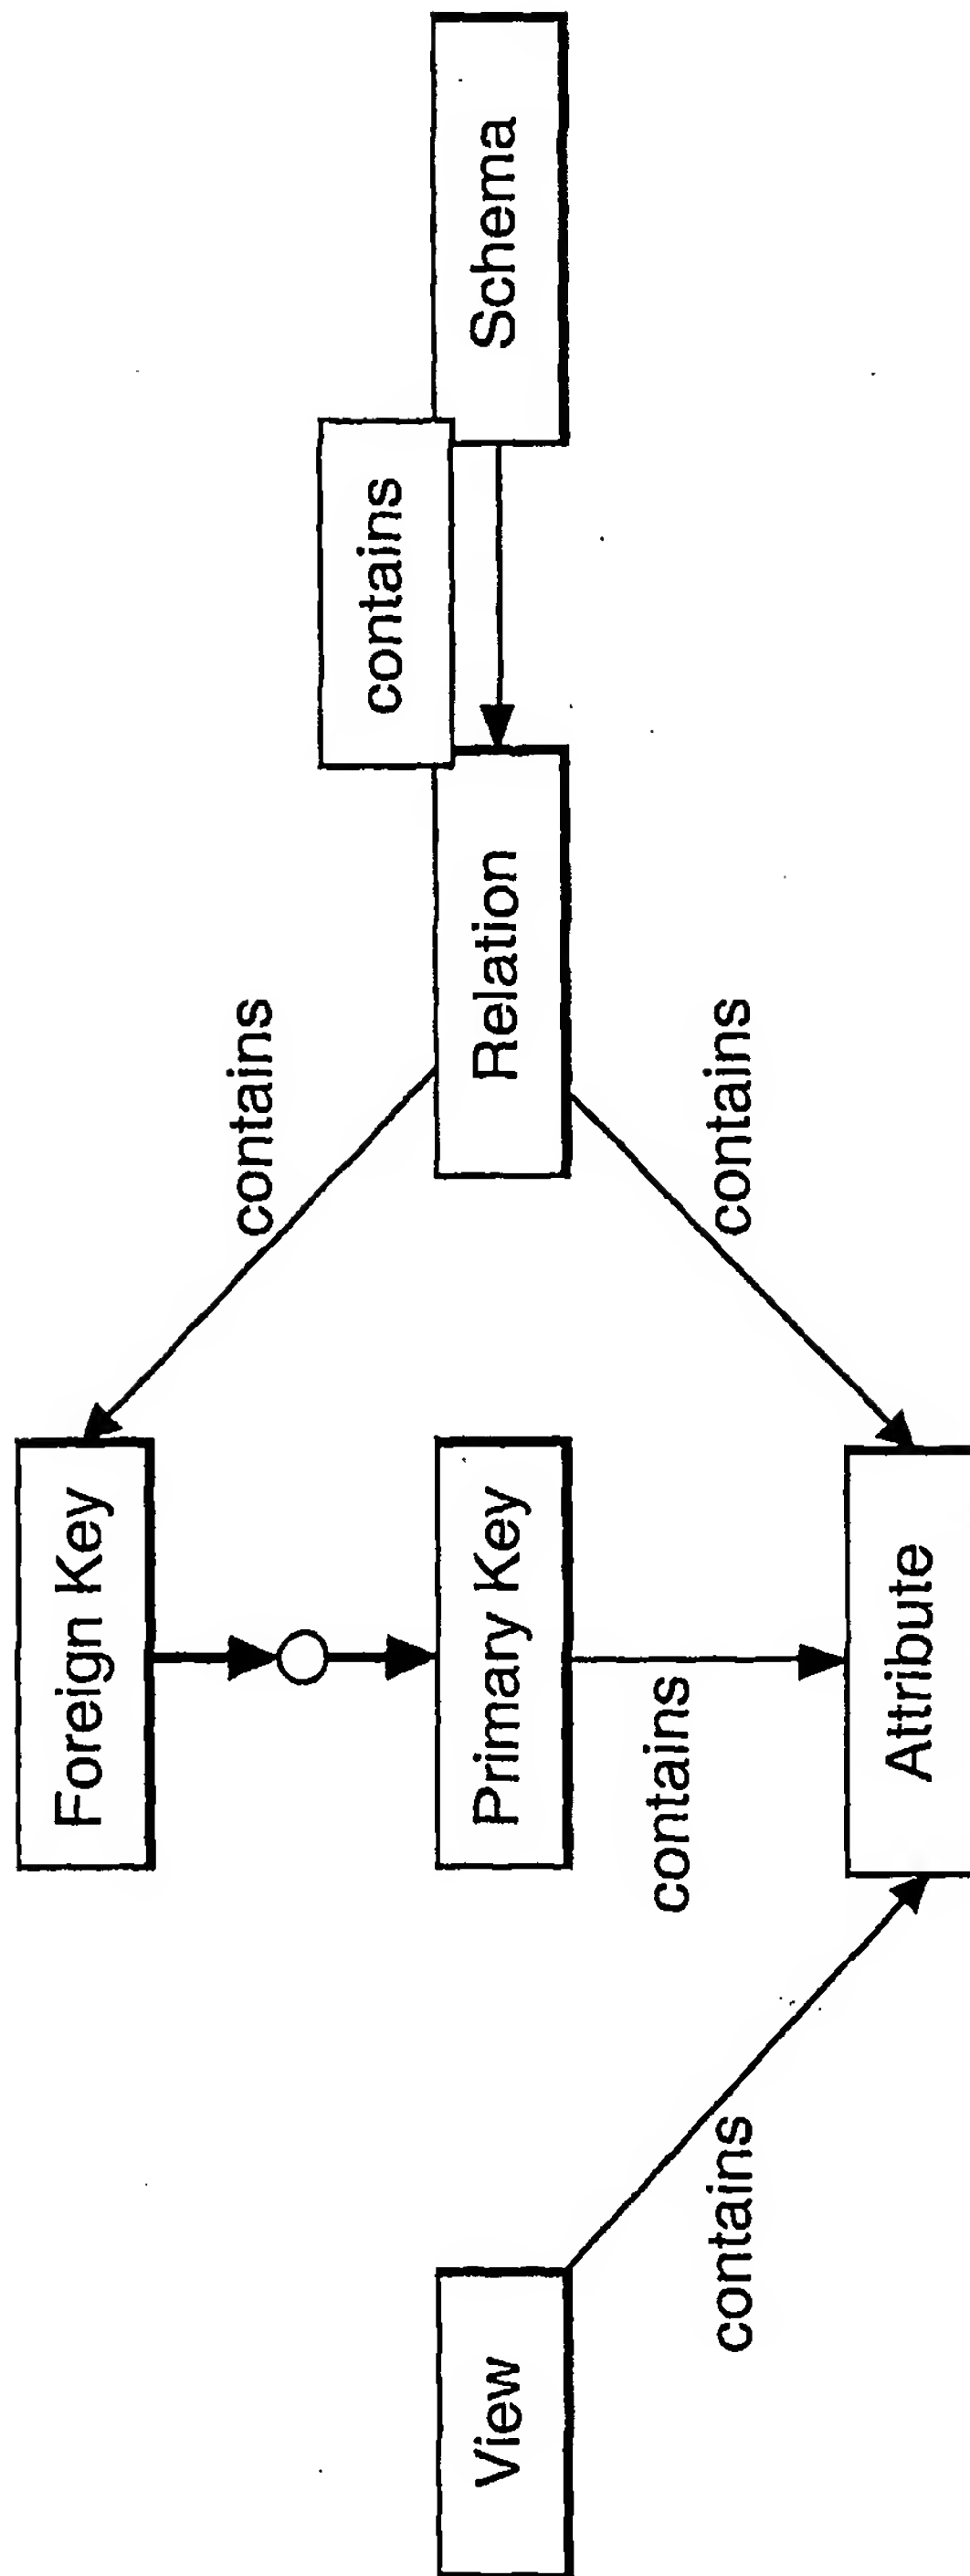 Foreign Key
contains
contains
Schema
Primary Key
Relation
contains
contains
View
contains
Attribute